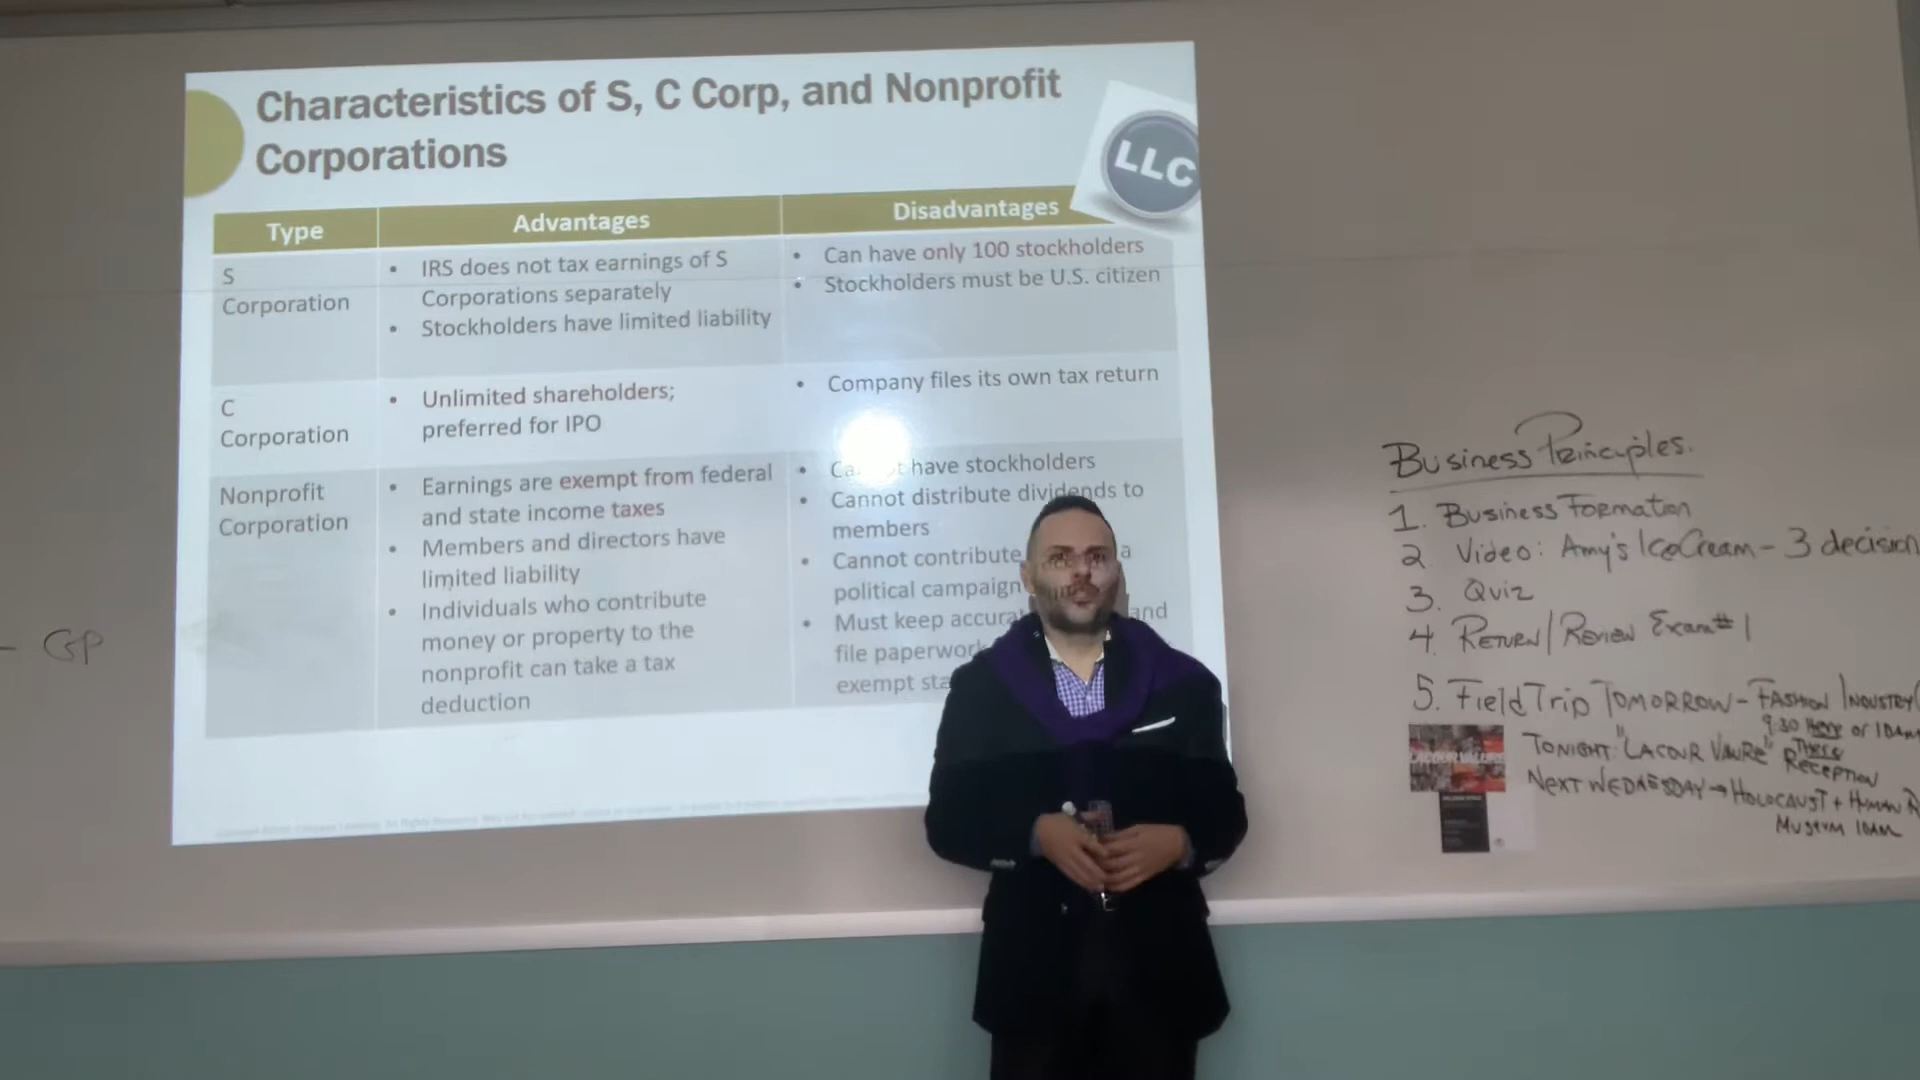 Characteristics of S, C Corp, and Nonprofit
Corporations
LLC
Type
Advantages
Disadvantages
S
Corporation
• IRS does not tax earnings of S
Corporations separately
• Stockholders have limited liability
• Can have only 100 stockholders
• Stockholders must be U.S. citizen
C
Corporation
• Unlimited shareholders;
preferred for IPO
• Company files its own tax return
Nonprofit
Corporation
• Earnings are exempt from federal
and state income taxes
• Members and directors have
limited liability
• Individuals who contribute
money or property to the
nonprofit can take a tax
deduction
• have stockholders
• Cannot distribute dividends to
members
• Cannot contribute a
political campaign
• Must keep and
file paperwork
exempt
- GP
Business Principles.
1. Business Formation
2 Video: Amy's IceCream - 3 decision
3. Quiz
4 Return/Review Exam #1
5. Field Trip Tomorrow - Fashion Industry
9:30 Here or 10am
There
Tonight "Lacour Vaure" Reception
Next Wednesday → Holocaust + Human
Museum 10am